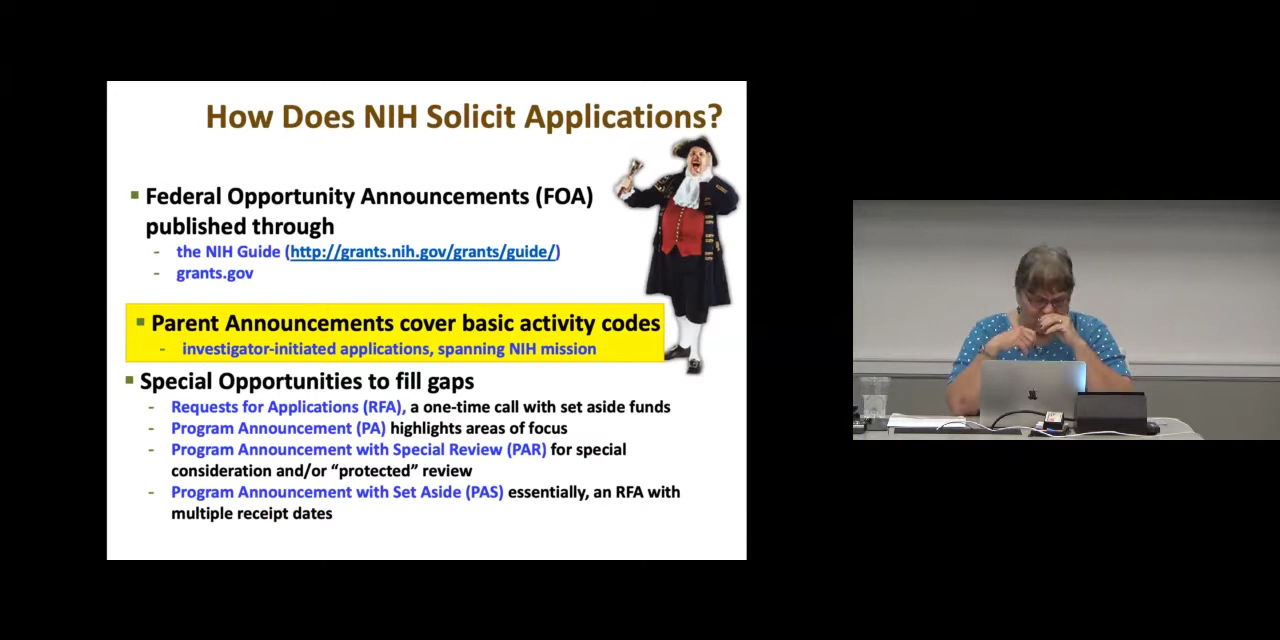 How Does NIH Solicit Applications?
▪ Federal Opportunity Announcements (FOA)
published through
- the NIH Guide (http://grants.nih.gov/grants/guide/)
- grants.gov
▪ Parent Announcements cover basic activity codes
- investigator-initiated applications, spanning NIH mission
▪ Special Opportunities to fill gaps
- Requests for Applications (RFA), a one-time call with set aside funds
- Program Announcement (PA) highlights areas of focus
- Program Announcement with Special Review (PAR) for special
consideration and/or “protected” review
- Program Announcement with Set Aside (PAS) essentially, an RFA with
multiple receipt dates